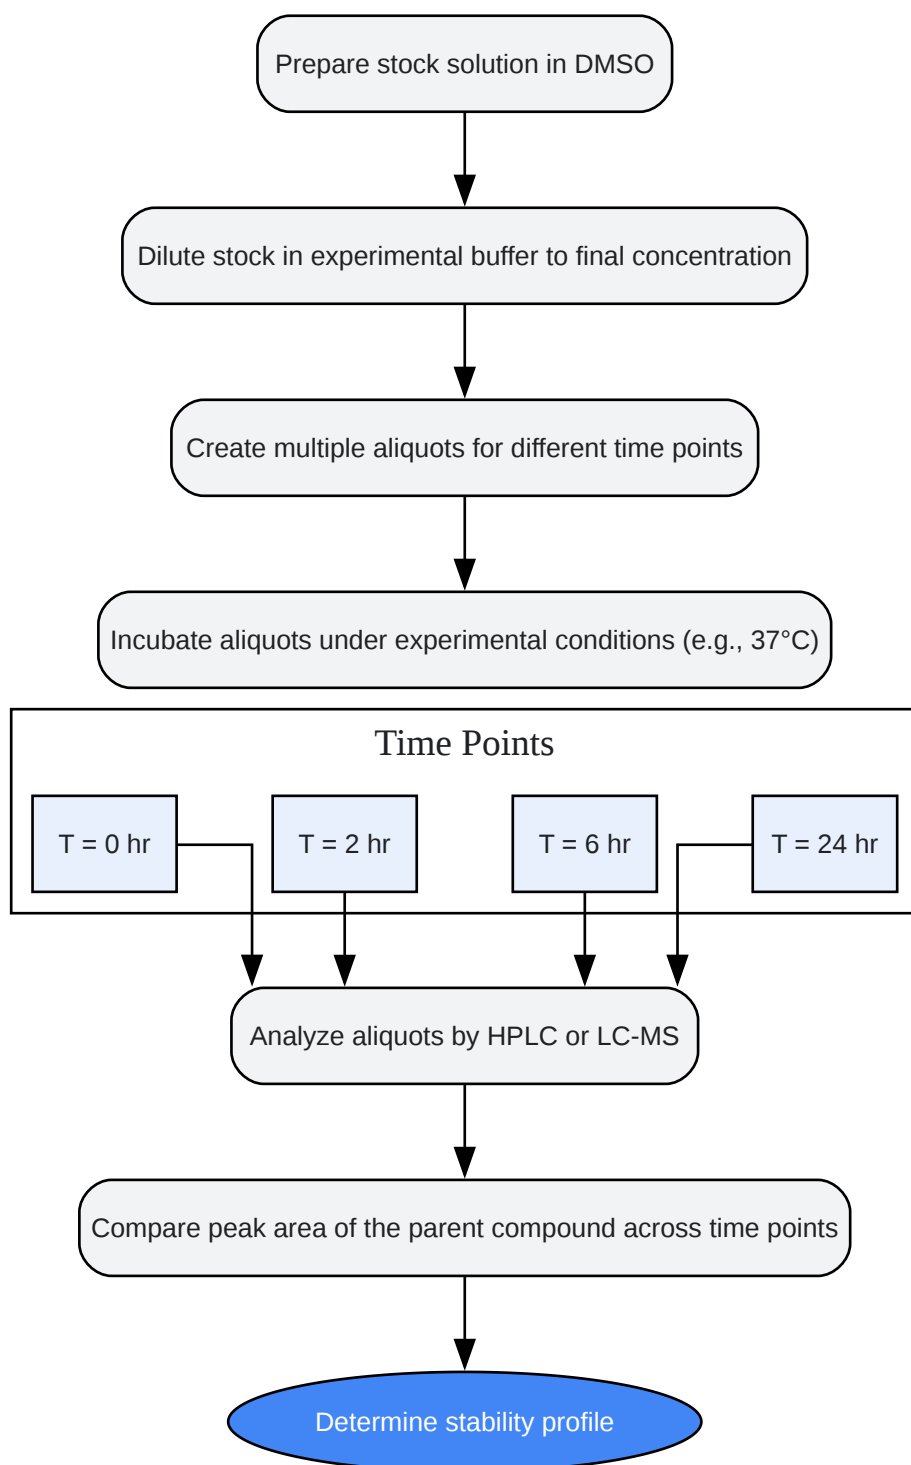 Prepare stock solution in DMSO
Dilute stock in experimental buffer to final concentration
Create multiple aliquots for different time points
Incubate aliquots under experimental conditions (e.g., 37°C)
Time Points
T = 0 hr
T = 2 hr
T = 6 hr
T = 24 hr
Analyze aliquots by HPLC or LC-MS
Compare peak area of the parent compound across time points
Determine stability profile